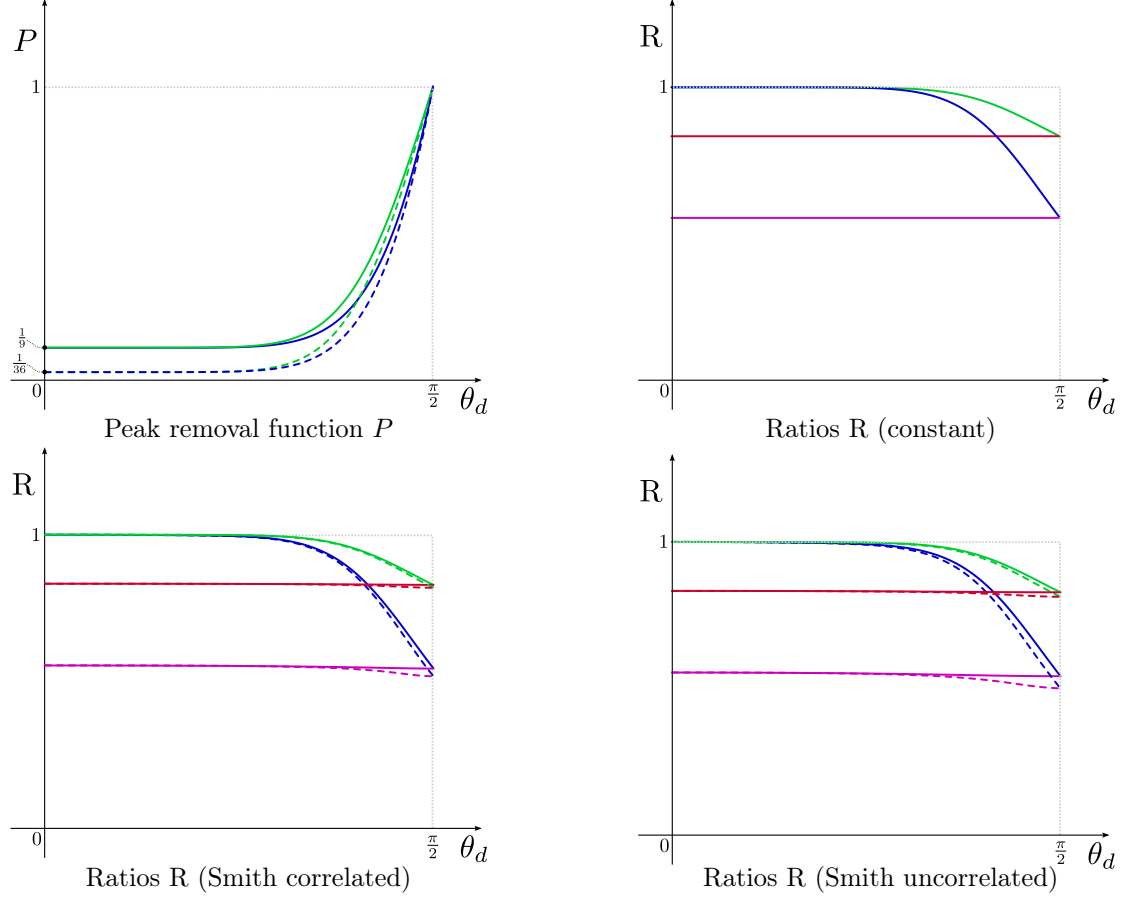 P
1
1/9
1/36
0
π/2
θ_d
Peak removal function P
R
1
0
π/2
θ_d
Ratios R (constant)
R
1
0
π/2
θ_d
Ratios R (Smith correlated)
R
1
0
π/2
θ_d
Ratios R (Smith uncorrelated)